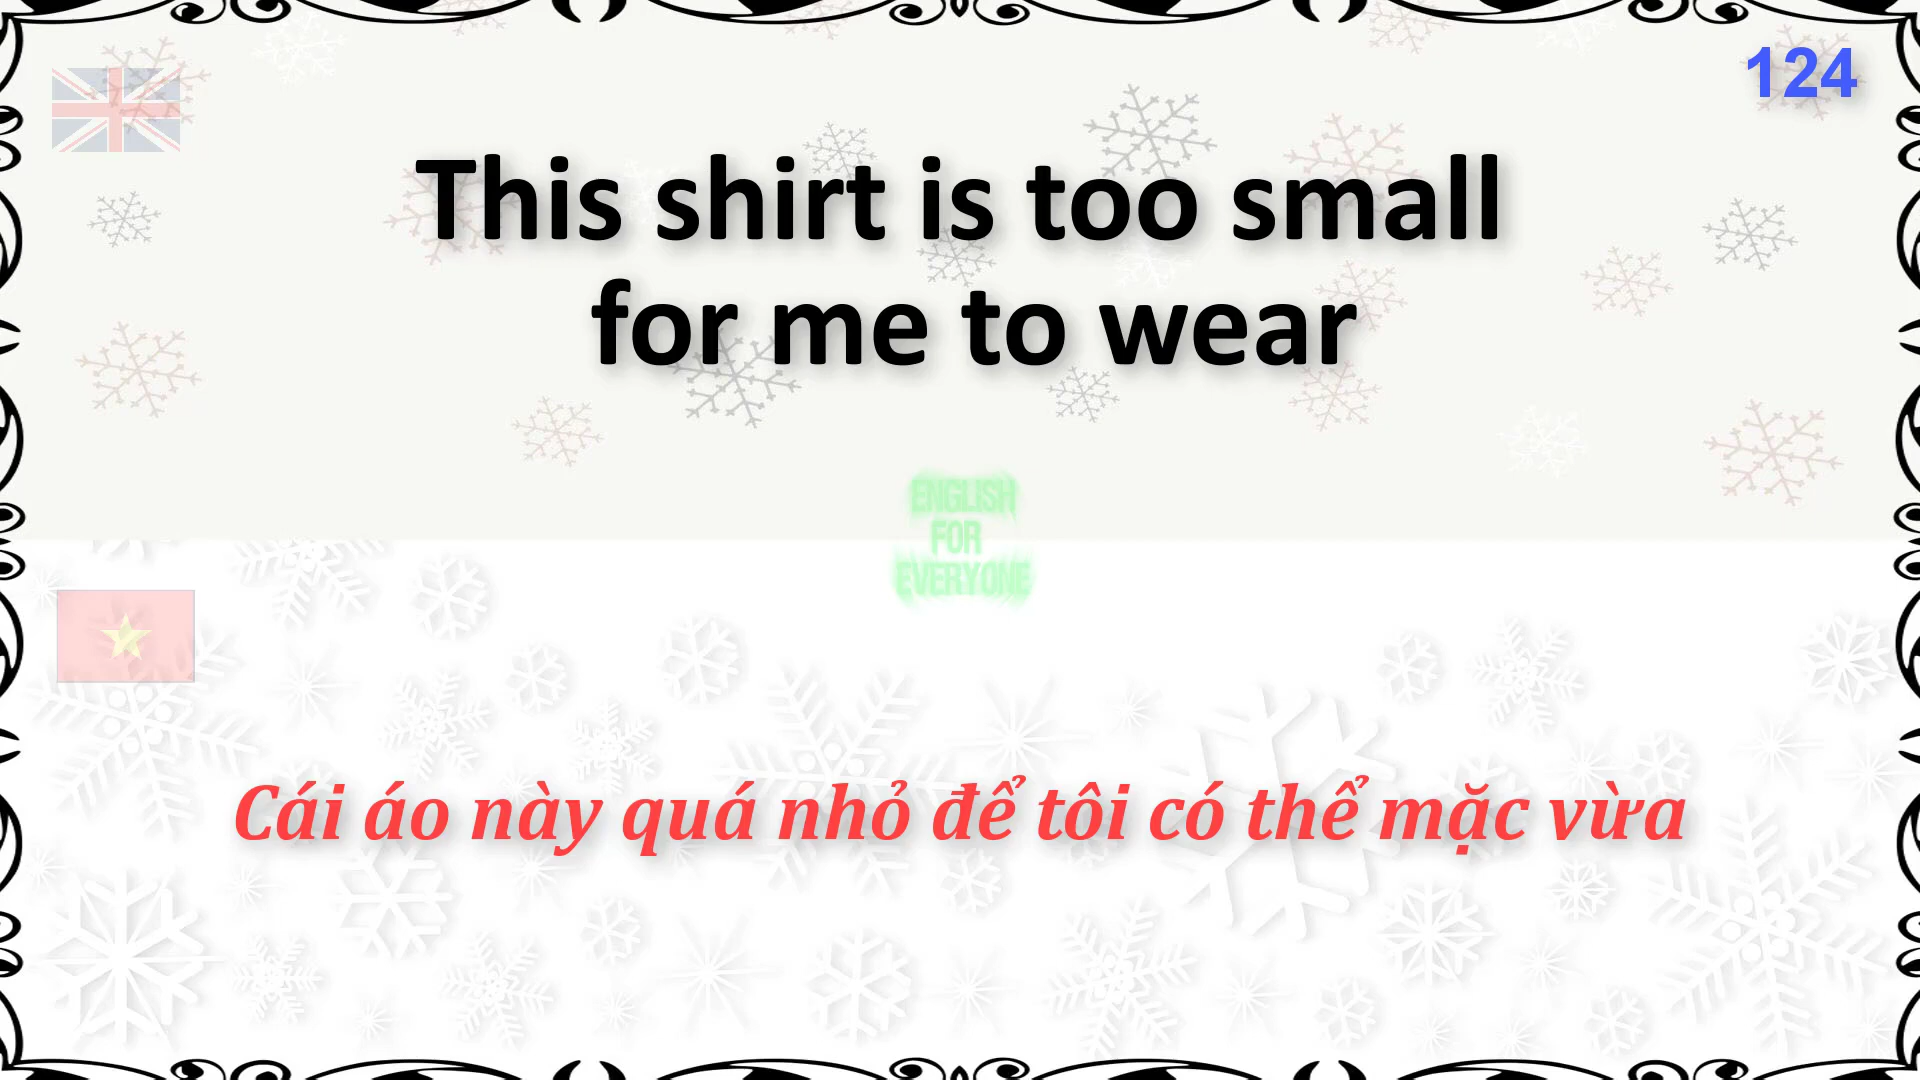 124
This shirt is too small
for me to wear
ENGLISH
FOR
EVERYONE
Cái áo này quá nhỏ để tôi có thể mặc vừa